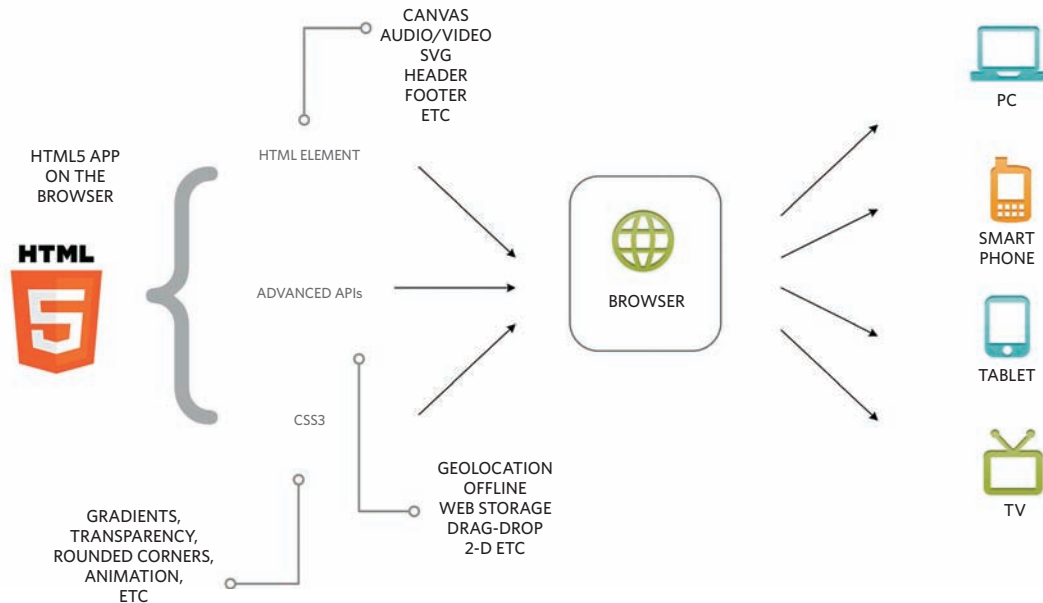 CANVAS
AUDIO/VIDEO
SVG
HEADER
FOOTER
ETC
HTML5 APP
ON THE
BROWSER
HTML
5
HTML ELEMENT
ADVANCED APIs
CSS3
GEOLOCATION
OFFLINE
WEB STORAGE
DRAG-DROP
2-D ETC
GRADIENTS,
TRANSPARENCY,
ROUNDED CORNERS,
ANIMATION,
ETC
BROWSER
PC
SMART
PHONE
TABLET
TV